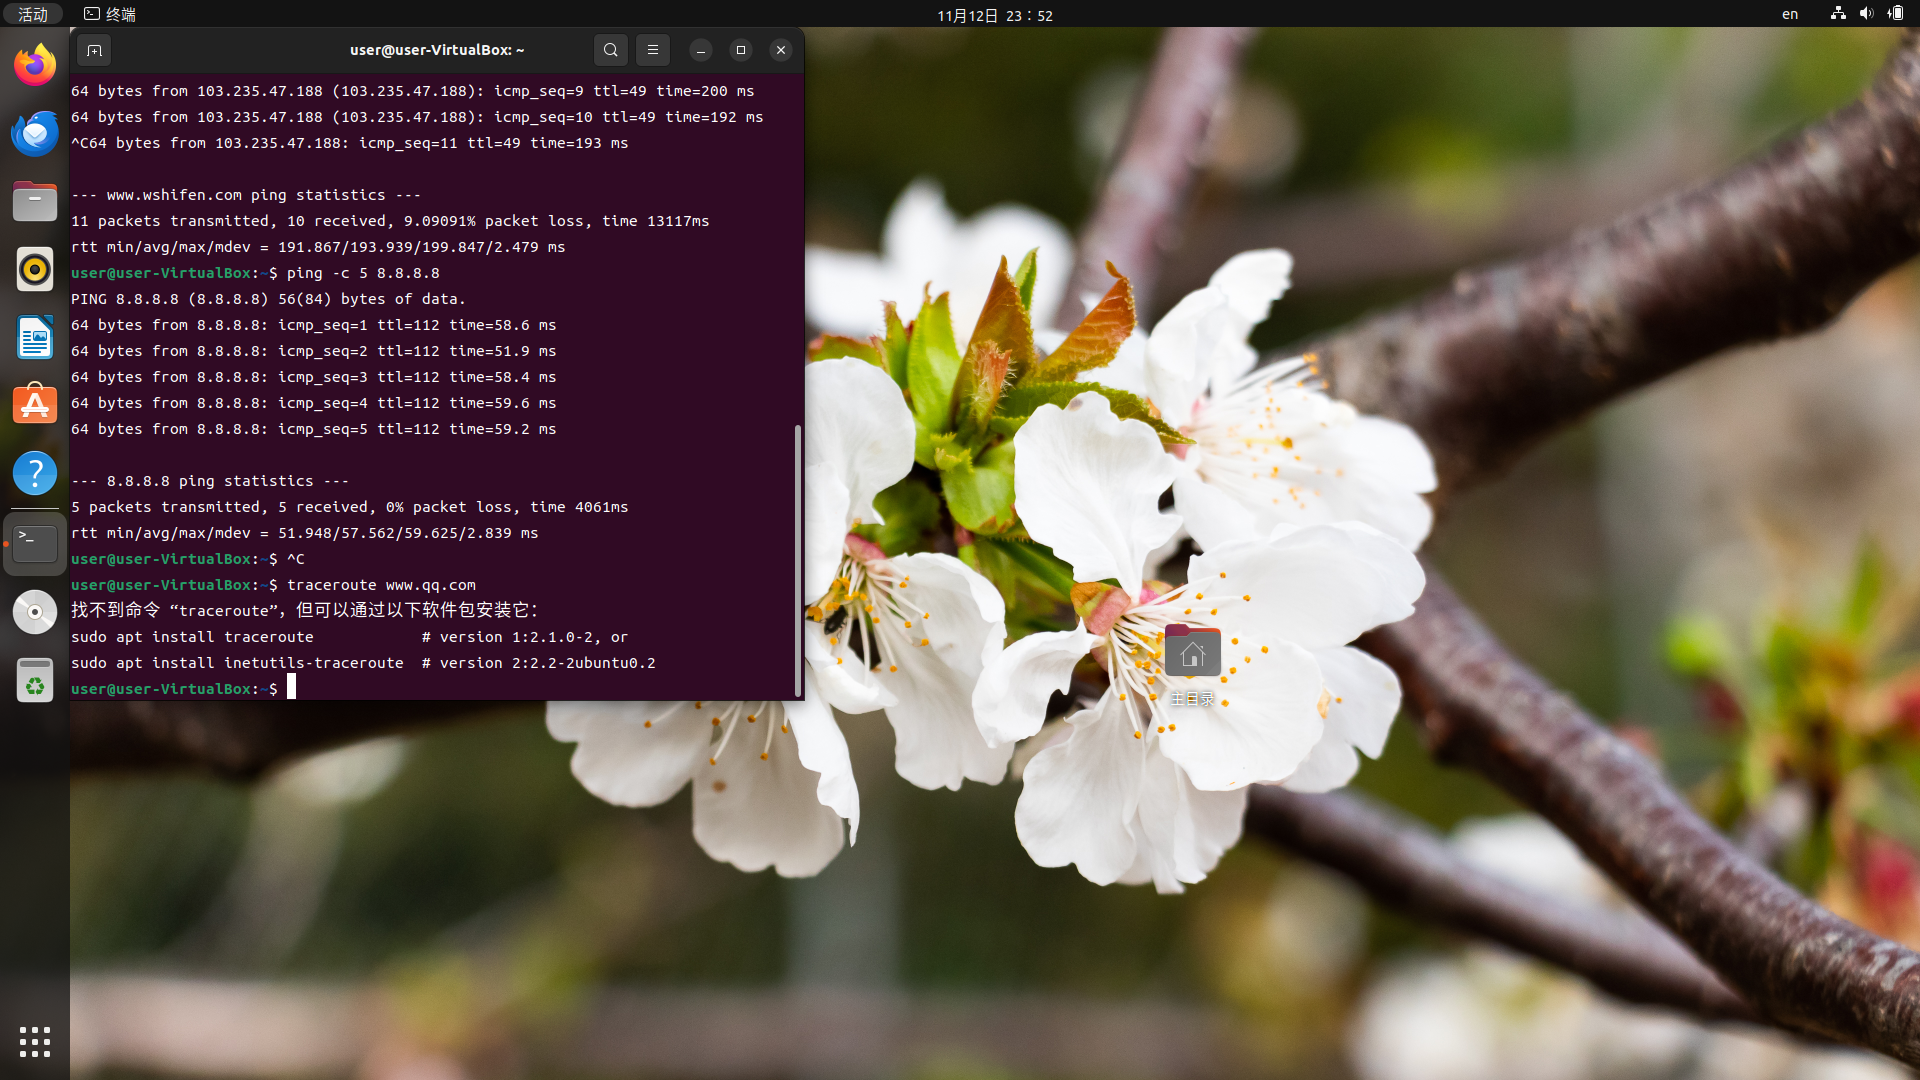 活动 终端 11月12日 23：52 en
user@user-VirtualBox: ~
64 bytes from 103.235.47.188 (103.235.47.188): icmp_seq=9 ttl=49 time=200 ms
64 bytes from 103.235.47.188 (103.235.47.188): icmp_seq=10 ttl=49 time=192 ms
^C64 bytes from 103.235.47.188: icmp_seq=11 ttl=49 time=193 ms
--- www.wshifen.com ping statistics ---
11 packets transmitted, 10 received, 9.09091% packet loss, time 13117ms
rtt min/avg/max/mdev = 191.867/193.939/199.847/2.479 ms
user@user-VirtualBox:~$ ping -c 5 8.8.8.8
PING 8.8.8.8 (8.8.8.8) 56(84) bytes of data.
64 bytes from 8.8.8.8: icmp_seq=1 ttl=112 time=58.6 ms
64 bytes from 8.8.8.8: icmp_seq=2 ttl=112 time=51.9 ms
64 bytes from 8.8.8.8: icmp_seq=3 ttl=112 time=58.4 ms
64 bytes from 8.8.8.8: icmp_seq=4 ttl=112 time=59.6 ms
64 bytes from 8.8.8.8: icmp_seq=5 ttl=112 time=59.2 ms
--- 8.8.8.8 ping statistics ---
5 packets transmitted, 5 received, 0% packet loss, time 4061ms
rtt min/avg/max/mdev = 51.948/57.562/59.625/2.839 ms
user@user-VirtualBox:~$ ^C
user@user-VirtualBox:~$ traceroute www.qq.com
找不到命令 “traceroute”，但可以通过以下软件包安装它：
sudo apt install traceroute            # version 1:2.1.0-2, or
sudo apt install inetutils-traceroute  # version 2:2.2-2ubuntu0.2
user@user-VirtualBox:~$
主目录